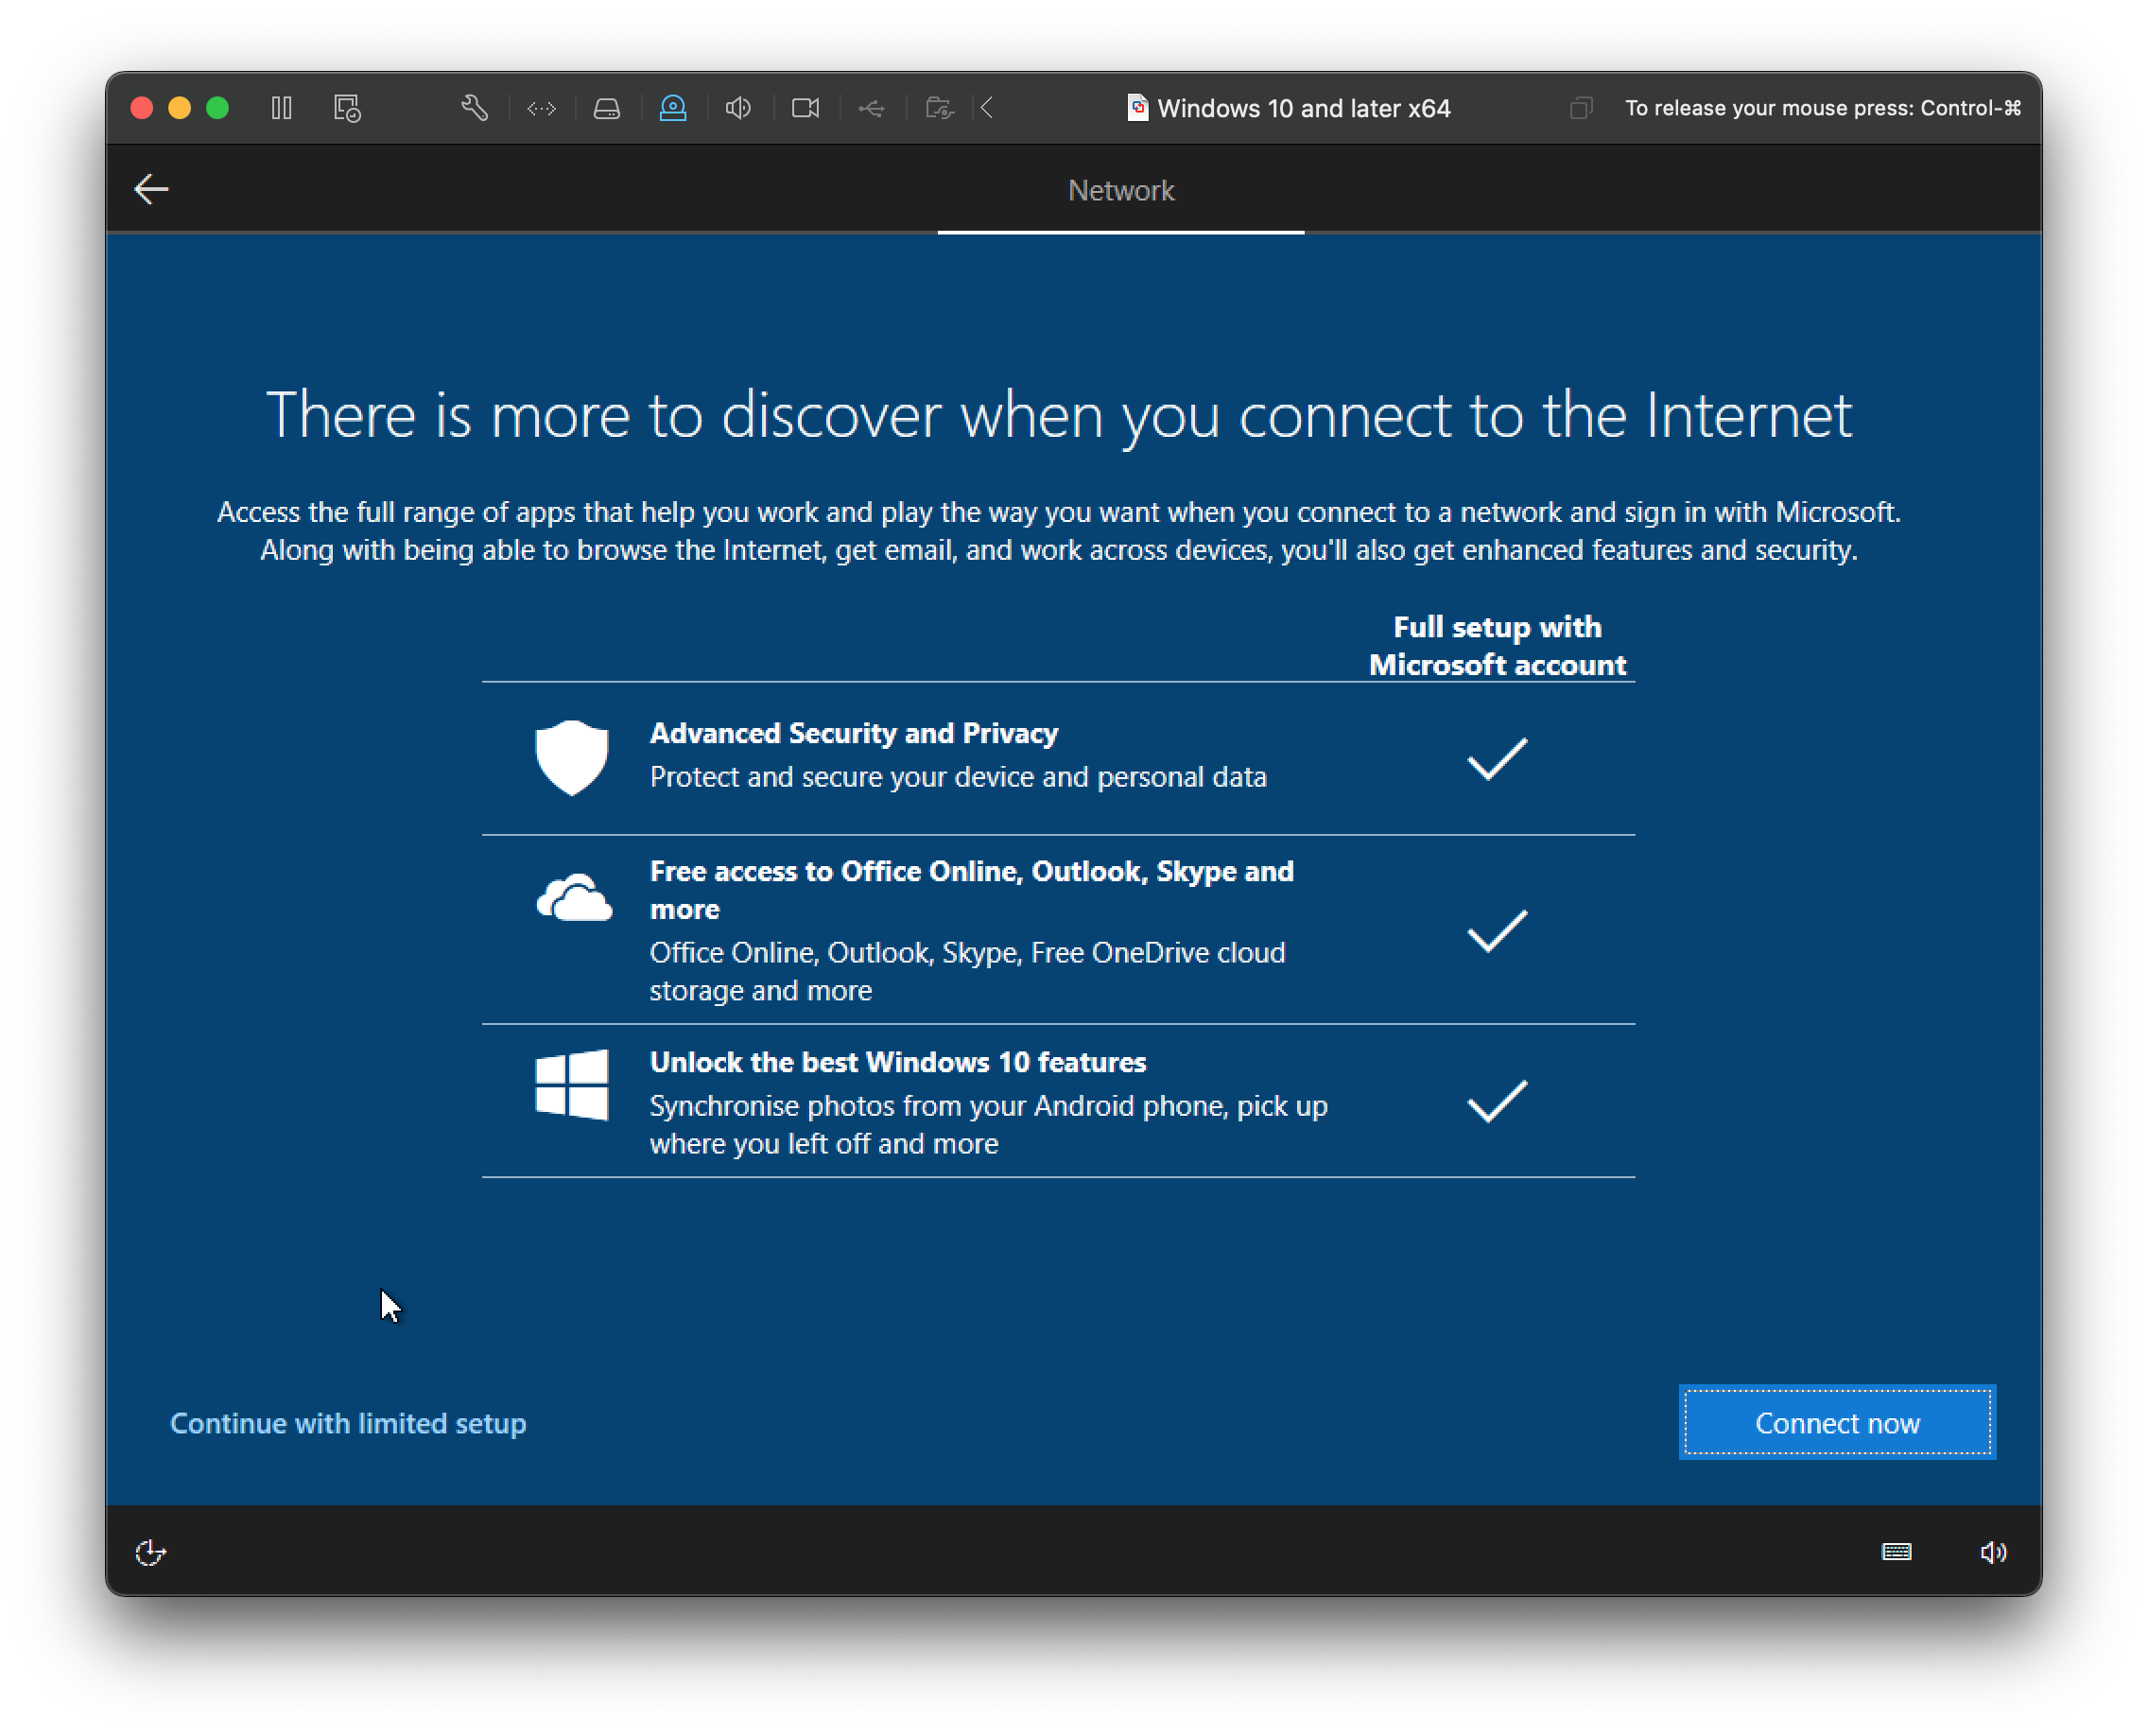 Windows 10 and later x64
To release your mouse press: Control-⌘
Network
There is more to discover when you connect to the Internet
Access the full range of apps that help you work and play the way you want when you connect to a network and sign in with Microsoft.
Along with being able to browse the Internet, get email, and work across devices, you'll also get enhanced features and security.
Full setup with
Microsoft account
Advanced Security and Privacy
Protect and secure your device and personal data
Free access to Office Online, Outlook, Skype and
more
Office Online, Outlook, Skype, Free OneDrive cloud
storage and more
Unlock the best Windows 10 features
Synchronise photos from your Android phone, pick up
where you left off and more
Continue with limited setup
Connect now